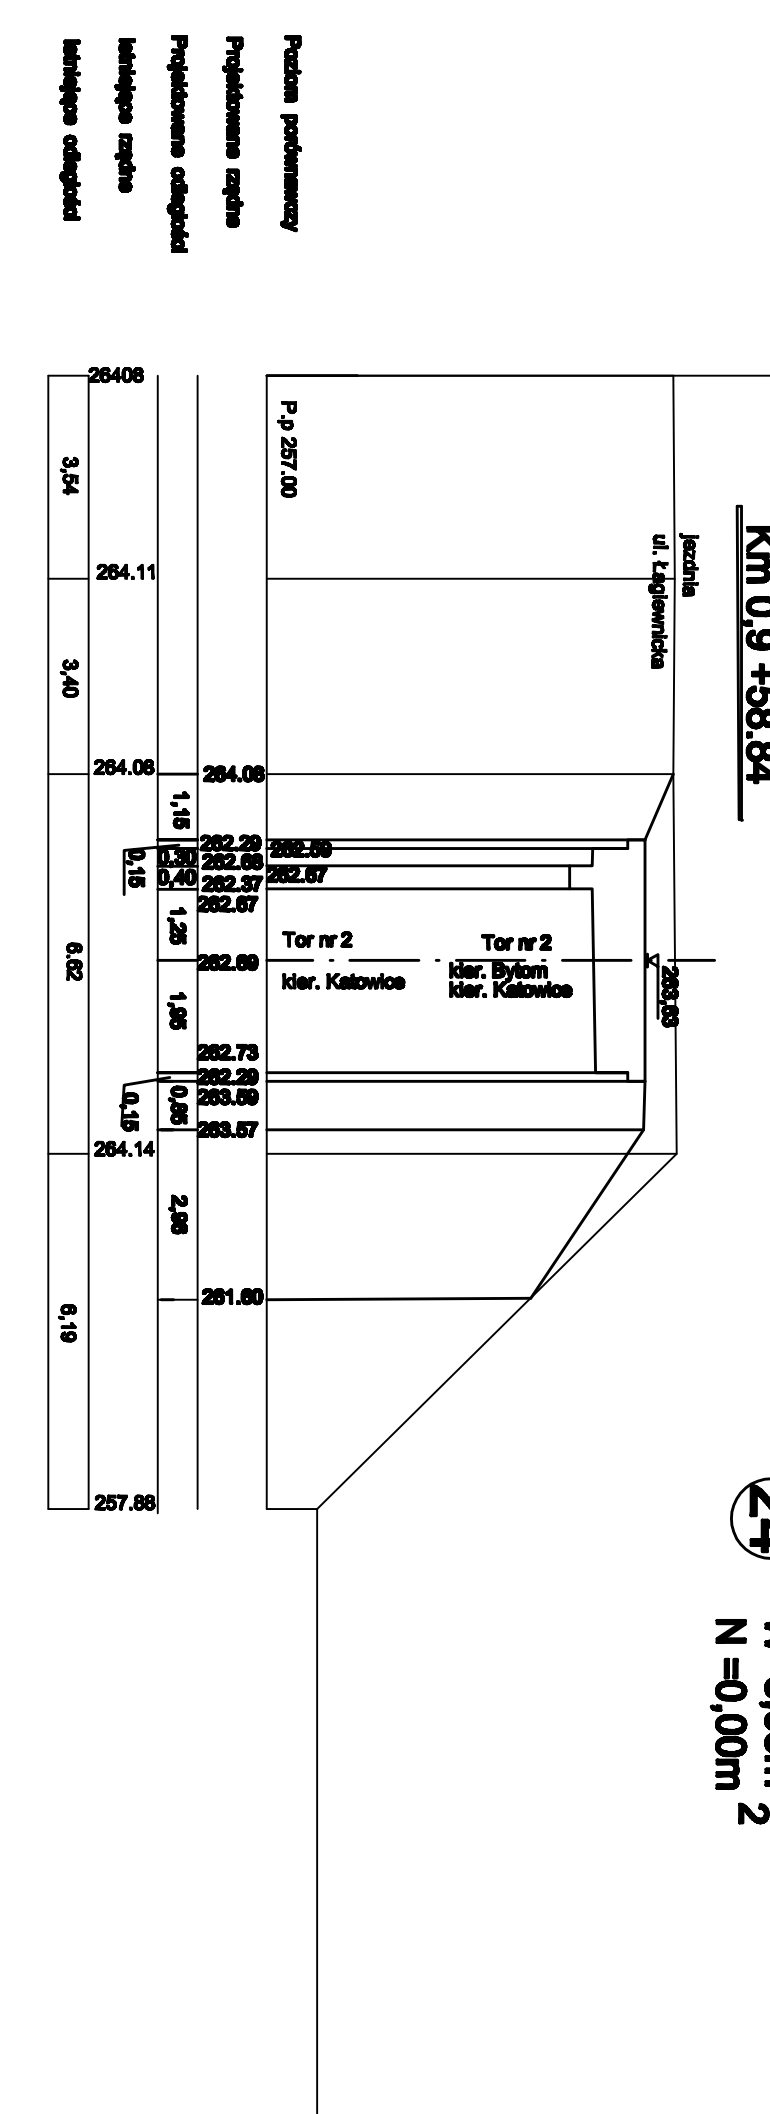 Km 0,9 +58.84
24
N =0,00m 2
jezdnia
ul. Łagiewnicka
263,63
Tor nr 2
kier. Bytom
kier. Katowice
Tor nr 2
kier. Katowice
P.p 257.00
Poziom porównawczy
Projektowane rzędne
264.08
262.29
262.59
262.68
262.37
262.67
262.67
262.69
262.73
262.29
263.59
263.57
261.60
Projektowane odległości
1,15
0,15
0,30
0,40
1,25
1,95
0,15
0,85
2,96
Istniejące rzędne
26408
264.11
264.08
264.14
257.88
Istniejące odległości
3,54
3,40
6.62
6,19